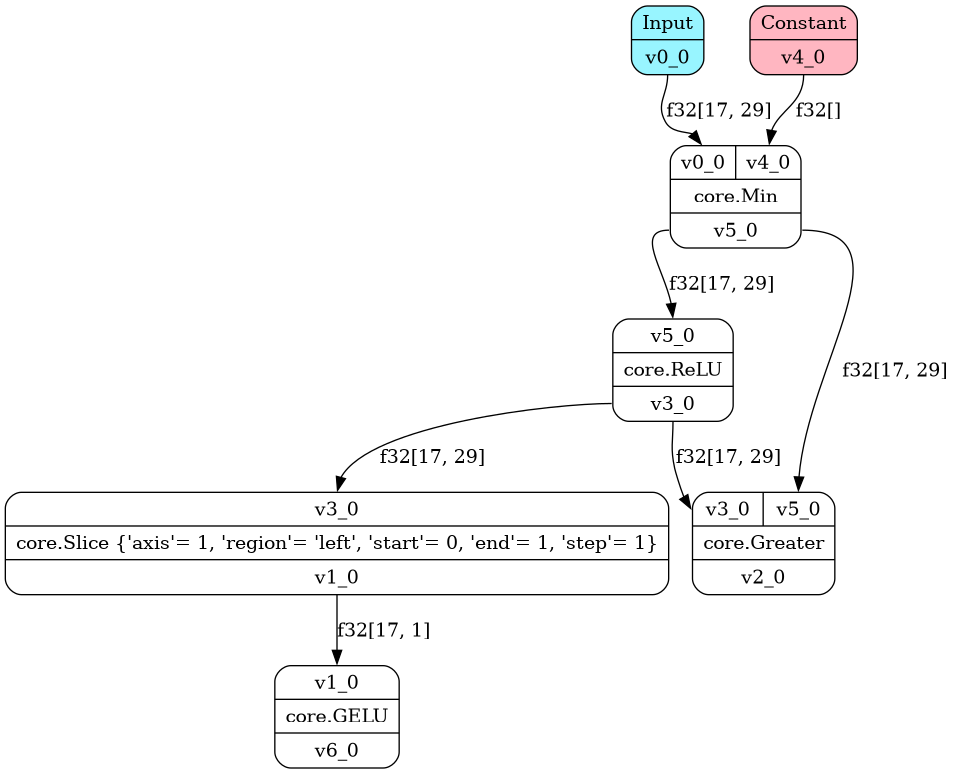 Input
v0_0
Constant
v4_0
f32[17, 29]
f32[]
v0_0
v4_0
core.Min
v5_0
f32[17, 29]
f32[17, 29]
v5_0
core.ReLU
v3_0
f32[17, 29]
f32[17, 29]
v3_0
core.Slice {'axis'= 1, 'region'= 'left', 'start'= 0, 'end'= 1, 'step'= 1}
v1_0
v3_0
v5_0
core.Greater
v2_0
f32[17, 1]
v1_0
core.GELU
v6_0